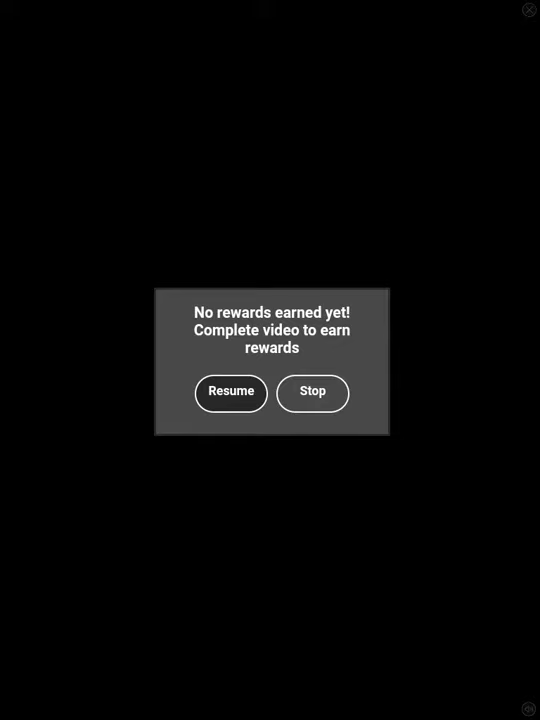 No rewards earned yet!
Complete video to earn
rewards
Resume
Stop